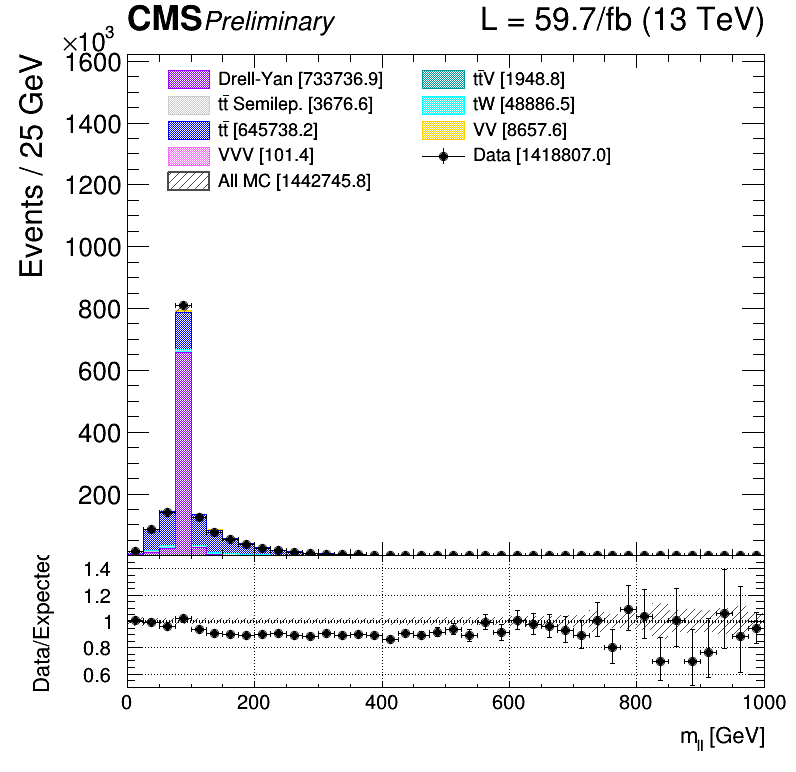 CMS Preliminary L = 59.7/fb (13 TeV)
×10³
Events / 25 GeV
1600
1400
1200
1000
800
600
400
200
Drell-Yan [733736.9]
tt̄ Semilep. [3676.6]
tt̄ [645738.2]
VVV [101.4]
All MC [1442745.8]
tt̄V [1948.8]
tW [48886.5]
VV [8657.6]
Data [1418807.0]
Data/Expected
1.4
1.2
1
0.8
0.6
0 200 400 600 800 1000
m_ll [GeV]